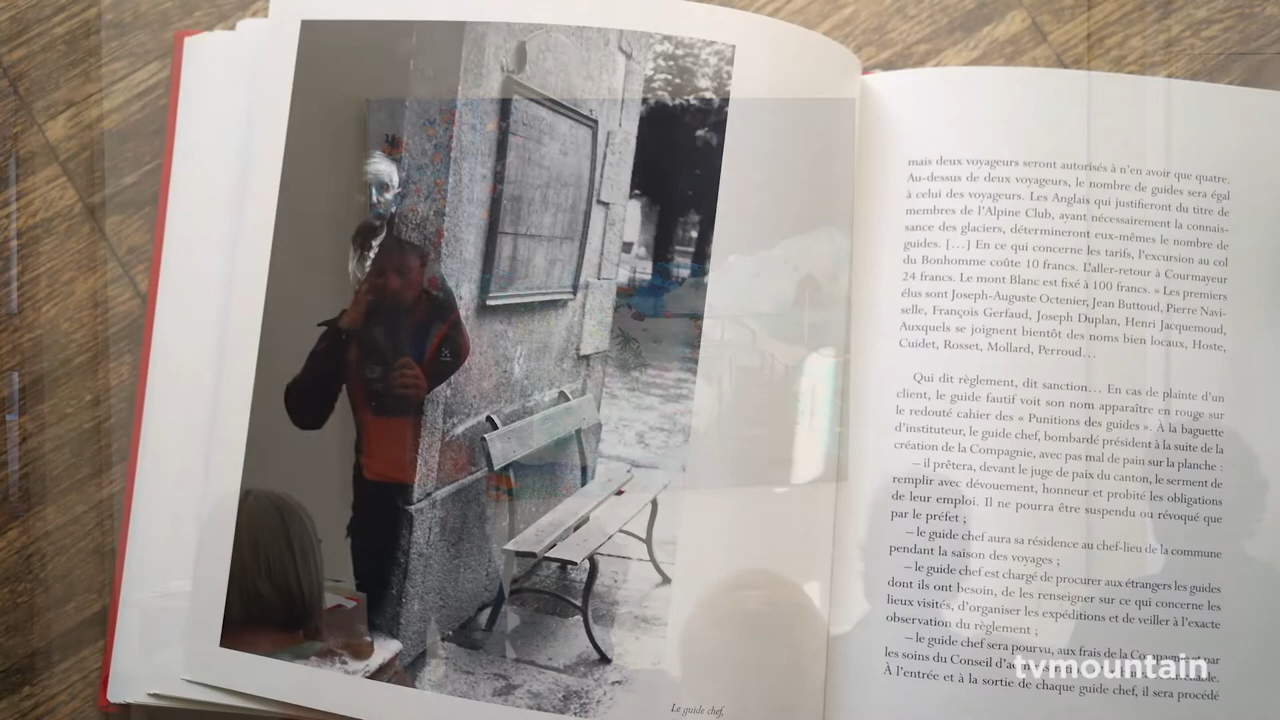 mais deux voyageurs seront autorisés à n'en avoir que quatre.
Au-dessus de deux voyageurs, le nombre de guides sera égal
à celui des voyageurs. Les Anglais qui justifieront du titre de
membres de l'Alpine Club, ayant nécessairement la connais-
sance des glaciers, détermineront eux-mêmes le nombre de
guides. […] En ce qui concerne les tarifs, l'excursion au col
du Bonhomme coûte 10 francs. L'aller-retour à Courmayeur
24 francs. Le mont Blanc est fixé à 100 francs. » Les premiers
élus sont Joseph-Auguste Octenier, Jean Buttoud, Pierre Navi-
selle, François Gerfaud, Joseph Duplan, Henri Jacquemoud,
Auxquels se joignent bientôt des noms bien locaux, Hoste,
Cuidet, Rosset, Mollard, Perroud…
Qui dit règlement, dit sanction… En cas de plainte d'un
client, le guide fautif voit son nom apparaître en rouge sur
le redouté cahier des « Punitions des guides ». À la baguette
d'instituteur, le guide chef, bombardé président à la suite de la
création de la Compagnie, avec pas mal de pain sur la planche :
– il prêtera, devant le juge de paix du canton, le serment de
remplir avec dévouement, honneur et probité les obligations
de leur emploi. Il ne pourra être suspendu ou révoqué que
par le préfet ;
– le guide chef aura sa résidence au chef-lieu de la commune
pendant la saison des voyages ;
– le guide chef est chargé de procurer aux étrangers les guides
dont ils ont besoin, de les renseigner sur ce qui concerne les
lieux visités, d'organiser les expéditions et de veiller à l'exacte
observation du règlement ;
– le guide chef sera pourvu, aux frais de la Compagnie et par
les soins du Conseil d'a
tvmountain
À l'entrée et à la sortie de chaque guide chef, il sera procédé
Le guide chef.